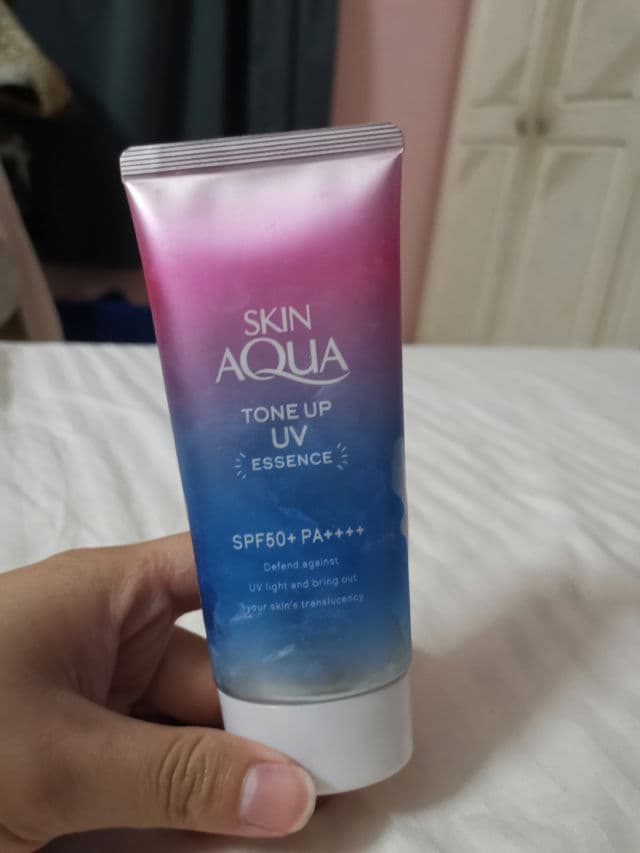 SKIN
AQUA
TONE UP
UV
ESSENCE
SPF50+ PA++++
Defend against
UV light and bring out
your skin's translucency